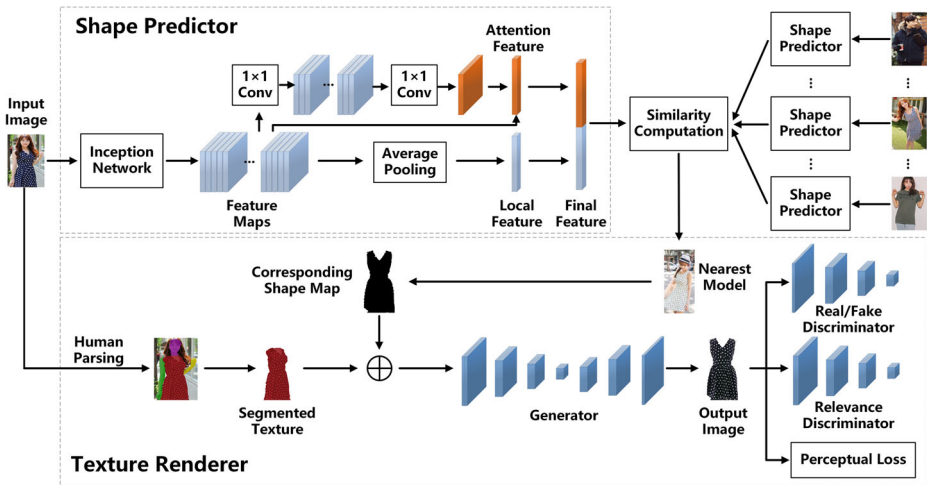 Shape Predictor
Attention
Feature
1×1
Conv
...
1×1
Conv
Input
Image
Inception
Network
...
Average
Pooling
Feature
Maps
Local
Feature
Final
Feature
Similarity
Computation
Shape
Predictor
...
...
Shape
Predictor
...
...
Shape
Predictor
Corresponding
Shape Map
Nearest
Model
Real/Fake
Discriminator
Human
Parsing
Segmented
Texture
Generator
Output
Image
Relevance
Discriminator
Perceptual Loss
Texture Renderer